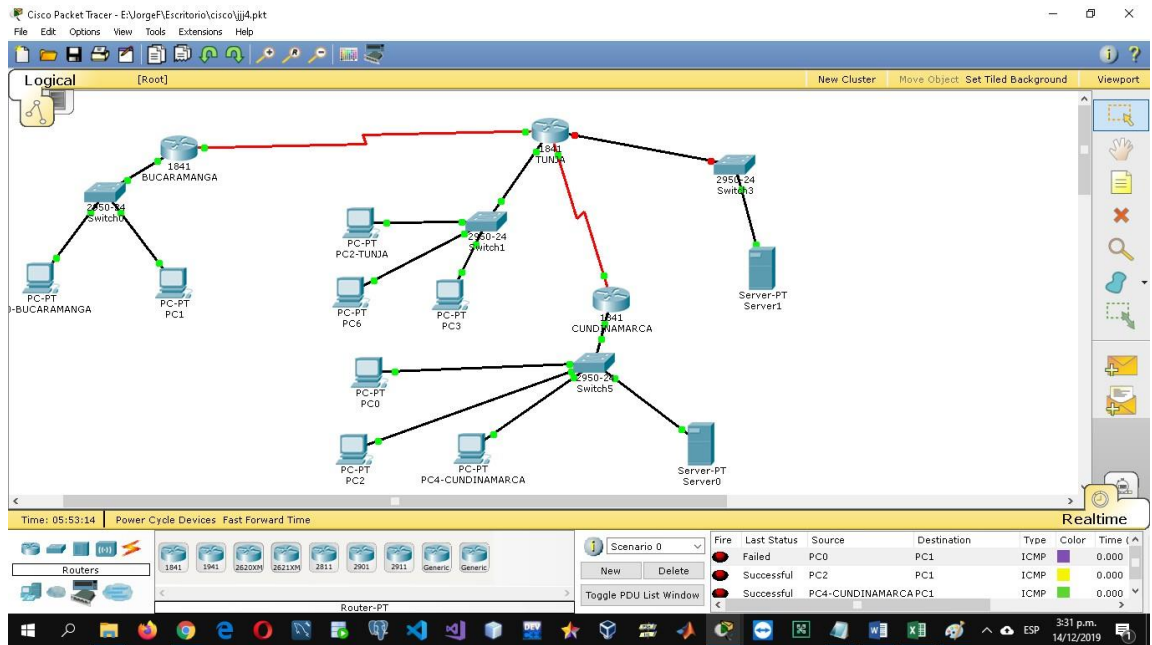 Cisco Packet Tracer - E:\JorgeF\Escritorio\cisco\jjj4.pkt
File Edit Options View Tools Extensions Help
Logical [Root] New Cluster Move Object Set Tiled Background Viewport
1841
BUCARAMANGA
1841
TUNJA
2950-24
Switch3
2950-24
Switch0
2950-24
Switch1
PC-PT
PC2-TUNJA
PC-PT
-BUCARAMANGA
PC-PT
PC1
PC-PT
PC6
PC-PT
PC3
1841
CUNDINAMARCA
Server-PT
Server1
2950-24
Switch5
PC-PT
PC0
PC-PT
PC2
PC-PT
PC4-CUNDINAMARCA
Server-PT
Server0
Time: 05:53:14 Power Cycle Devices Fast Forward Time Realtime
Routers
1841 1941 2620XM 2621XM 2811 2901 2911 Generic Generic
Router-PT
Scenario 0
New Delete
Toggle PDU List Window
Fire Last Status Source Destination Type Color Time (
Failed PC0 PC1 ICMP 0.000
Successful PC2 PC1 ICMP 0.000
Successful PC4-CUNDINAMARCA PC1 ICMP 0.000
DEV
ESP
3:31 p.m.
14/12/2019